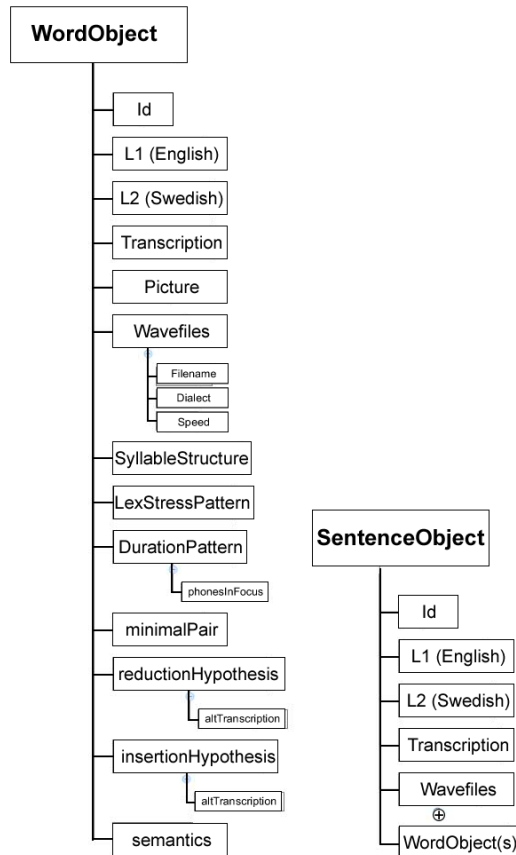 WordObject
Id
L1 (English)
L2 (Swedish)
Transcription
Picture
Wavefiles
Filename
Dialect
Speed
SyllableStructure
LexStressPattern
DurationPattern
phonesInFocus
minimalPair
reductionHypothesis
altTranscription
insertionHypothesis
altTranscription
semantics
SentenceObject
Id
L1 (English)
L2 (Swedish)
Transcription
Wavefiles
WordObject(s)